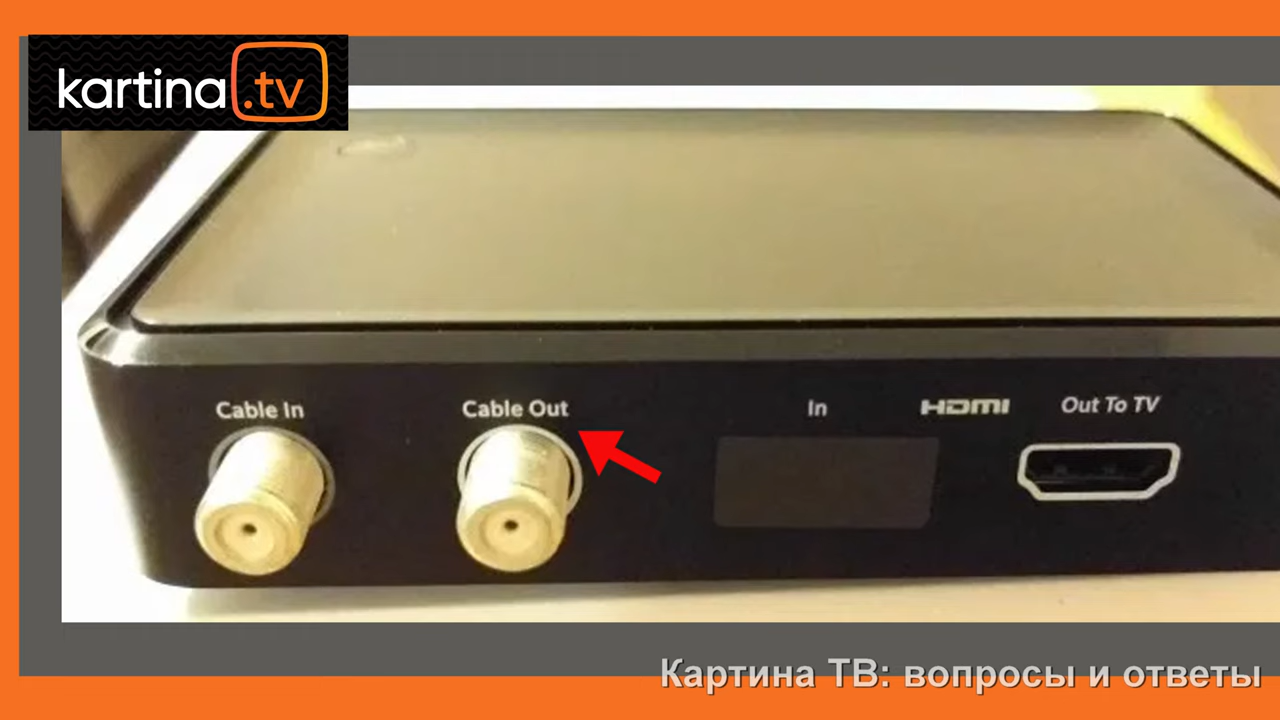 kartina.tv
Cable In
Cable Out
In
HDMI
Out To TV
Картина ТВ: вопросы и ответы